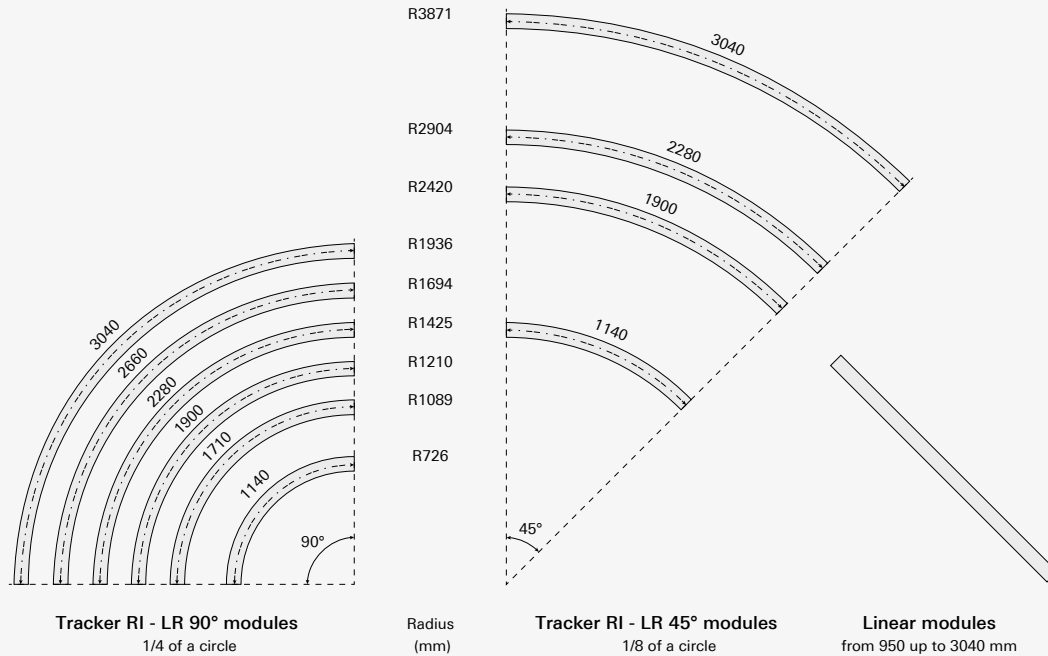 R3871
3040
R2904
2280
R2420
1900
R1936
R1694
R1425
R1210
R1089
R726
1140
3040
2660
2280
1900
1710
1140
90°
45°
Tracker RI - LR 90° modules
1/4 of a circle
Radius
(mm)
Tracker RI - LR 45° modules
1/8 of a circle
Linear modules
from 950 up to 3040 mm